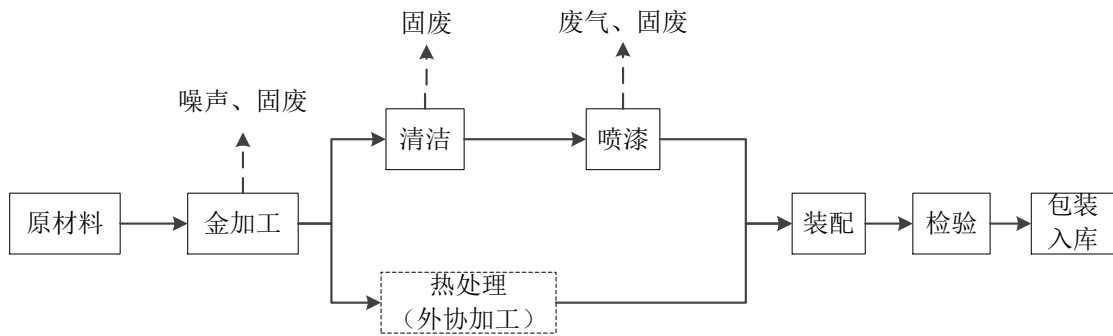 固废
废气、固废
噪声、固废
清洁
喷漆
原材料
金加工
装配
检验
包装
入库
热处理
（外协加工）